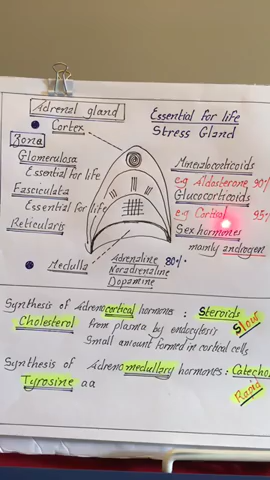 Adrenal gland
Essential for life
Stress Gland
Cortex
Zona
Glomerulosa
Essential for life
Fasciculata
Essential for life
Reticularis
Mineralocorticoids
e.g Aldosterone 90%
Glucocorticoids
e.g Cortisol 95%
Sex hormones
mainly androgen
Medulla
Adrenaline 80%
Noradrenaline
Dopamine
Synthesis of Adrenocortical hormones : Steroids
Cholesterol from plasma by endocytosis Slow
Small amount formed in cortical cells
Synthesis of Adrenomedullary hormones : Catecho
Tyrosine aa
Rapid